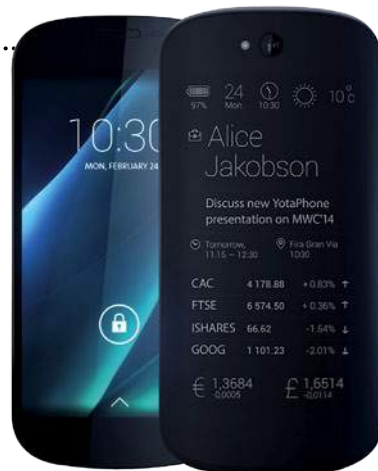 10:30
MON, FEBRUARY 24
97%
24
Mon
10:30
10°c
Alice
Jakobson
Discuss new YotaPhone
presentation on MWC'14
Tomorrow,
11.15 – 12:30
Fira Gran Via
1030
CAC 4 178.88 +0.83% ↑
FTSE 6 574.50 +0.36% ↑
ISHARES 66.62 -1.54% ↓
GOOG 1 101.23 -2.01% ↓
€ 1,3684
-0,0005
£ 1,6514
-0,0114